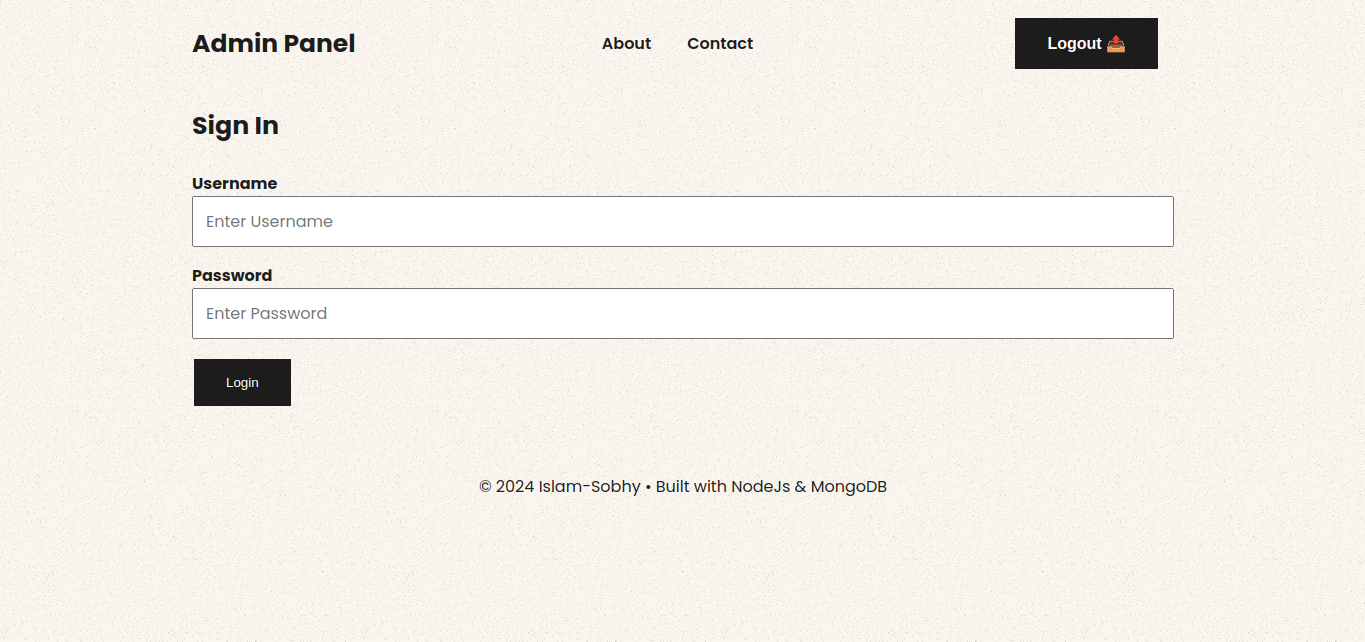 Admin Panel About Contact Logout 📤
Sign In
Username
Enter Username
Password
Enter Password
Login
© 2024 Islam-Sobhy • Built with NodeJs & MongoDB